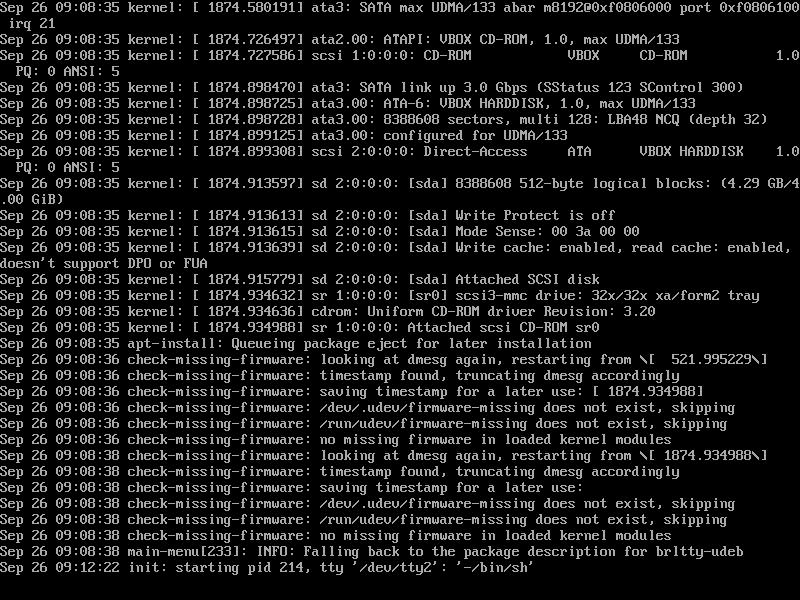 Sep 26 09:08:35 kernel: [ 1874.580191] ata3: SATA max UDMA/133 abar m8192@0xf0806000 port 0xf0806100
 irq 21
Sep 26 09:08:35 kernel: [ 1874.726497] ata2.00: ATAPI: VBOX CD-ROM, 1.0, max UDMA/133
Sep 26 09:08:35 kernel: [ 1874.727586] scsi 1:0:0:0: CD-ROM            VBOX     CD-ROM           1.0
  PQ: 0 ANSI: 5
Sep 26 09:08:35 kernel: [ 1874.898470] ata3: SATA link up 3.0 Gbps (SStatus 123 SControl 300)
Sep 26 09:08:35 kernel: [ 1874.898725] ata3.00: ATA-6: VBOX HARDDISK, 1.0, max UDMA/133
Sep 26 09:08:35 kernel: [ 1874.898728] ata3.00: 8388608 sectors, multi 128: LBA48 NCQ (depth 32)
Sep 26 09:08:35 kernel: [ 1874.899125] ata3.00: configured for UDMA/133
Sep 26 09:08:35 kernel: [ 1874.899308] scsi 2:0:0:0: Direct-Access     ATA      VBOX HARDDISK    1.0
  PQ: 0 ANSI: 5
Sep 26 09:08:35 kernel: [ 1874.913597] sd 2:0:0:0: [sda] 8388608 512-byte logical blocks: (4.29 GB/4
.00 GiB)
Sep 26 09:08:35 kernel: [ 1874.913613] sd 2:0:0:0: [sda] Write Protect is off
Sep 26 09:08:35 kernel: [ 1874.913615] sd 2:0:0:0: [sda] Mode Sense: 00 3a 00 00
Sep 26 09:08:35 kernel: [ 1874.913639] sd 2:0:0:0: [sda] Write cache: enabled, read cache: enabled,
doesn't support DPO or FUA
Sep 26 09:08:35 kernel: [ 1874.915779] sd 2:0:0:0: [sda] Attached SCSI disk
Sep 26 09:08:35 kernel: [ 1874.934632] sr 1:0:0:0: [sr0] scsi3-mmc drive: 32x/32x xa/form2 tray
Sep 26 09:08:35 kernel: [ 1874.934636] cdrom: Uniform CD-ROM driver Revision: 3.20
Sep 26 09:08:35 kernel: [ 1874.934988] sr 1:0:0:0: Attached scsi CD-ROM sr0
Sep 26 09:08:35 apt-install: Queueing package eject for later installation
Sep 26 09:08:36 check-missing-firmware: looking at dmesg again, restarting from \[  521.995229\]
Sep 26 09:08:36 check-missing-firmware: timestamp found, truncating dmesg accordingly
Sep 26 09:08:36 check-missing-firmware: saving timestamp for a later use: [ 1874.934988]
Sep 26 09:08:36 check-missing-firmware: /dev/.udev/firmware-missing does not exist, skipping
Sep 26 09:08:36 check-missing-firmware: /run/udev/firmware-missing does not exist, skipping
Sep 26 09:08:36 check-missing-firmware: no missing firmware in loaded kernel modules
Sep 26 09:08:38 check-missing-firmware: looking at dmesg again, restarting from \[ 1874.934988\]
Sep 26 09:08:38 check-missing-firmware: timestamp found, truncating dmesg accordingly
Sep 26 09:08:38 check-missing-firmware: saving timestamp for a later use:
Sep 26 09:08:38 check-missing-firmware: /dev/.udev/firmware-missing does not exist, skipping
Sep 26 09:08:38 check-missing-firmware: /run/udev/firmware-missing does not exist, skipping
Sep 26 09:08:38 check-missing-firmware: no missing firmware in loaded kernel modules
Sep 26 09:08:38 main-menu[233]: INFO: Falling back to the package description for brltty-udeb
Sep 26 09:12:22 init: starting pid 214, tty '/dev/tty2': '-/bin/sh'